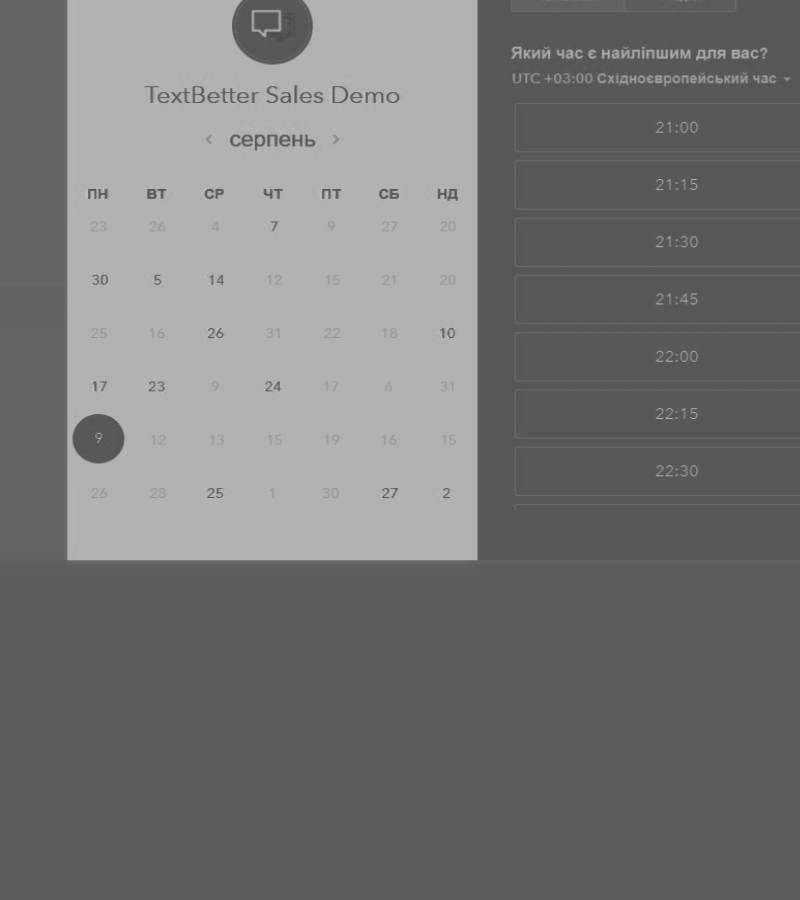 TextBetter Sales Demo
‹ серпень ›
ПН ВТ СР ЧТ ПТ СБ НД
23 26 4 7 9 27 20
30 5 14 12 15 21 20
25 16 26 31 22 18 10
17 23 9 24 17 6 31
9 12 13 15 19 16 15
26 28 25 1 30 27 2
Який час є найліпшим для вас?
UTC +03:00 Східноєвропейський час
21:00
21:15
21:30
21:45
22:00
22:15
22:30